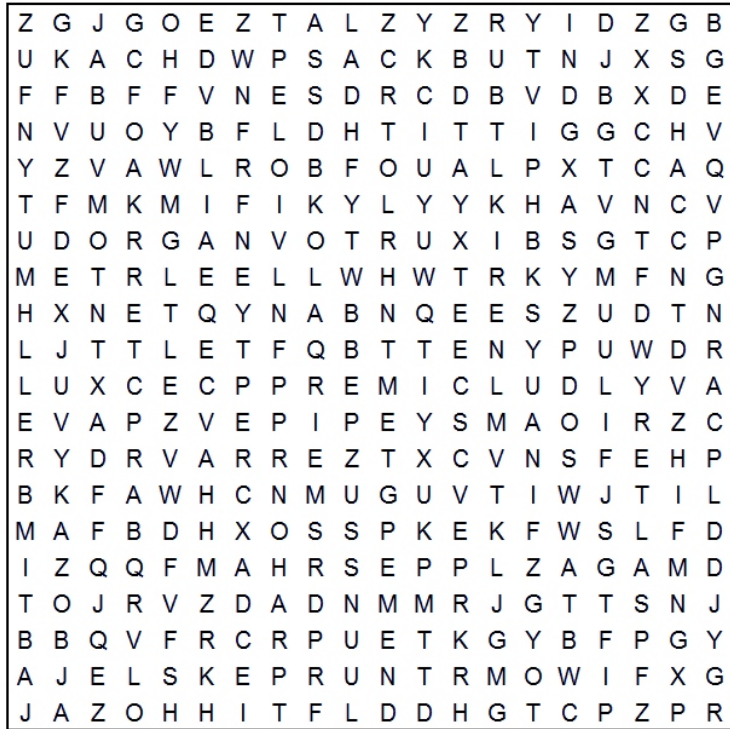 Z G J G O E Z T A L Z Y Z R Y I D Z G B
U K A C H D W P S A C K B U T N J X S G
F F B F F V N E S D R C D B V D B X D E
N V U O Y B F L D H T I T T I G G C H V
Y Z V A W L R O B F O U A L P X T C A Q
T F M K M I F I K Y L Y Y K H A V N C V
U D O R G A N V O T R U X I B S G T C P
M E T R L E E L L W H W T R K Y M F N G
H X N E T Q Y N A B N Q E E S Z U D T N
L J T T L E T F Q B T T E N Y P U W D R
L U X C E C P P R E M I C L U D L Y V A
E V A P Z V E P I P E Y S M A O I R Z C
R Y D R V A R R E Z T X C V N S F E H P
B K F A W H C N M U G U V T I W J T I L
M A F B D H X O S S P K E K F W S L F D
I Z Q Q F M A H R S E P P L Z A G A M D
T O J R V Z D A D N M M R J G T T S N J
B B Q V F R C R P U E T K G Y B F P G Y
A J E L S K E P R U N T R M O W I F X G
J A Z O H H I T F L D D H G T C P Z P R